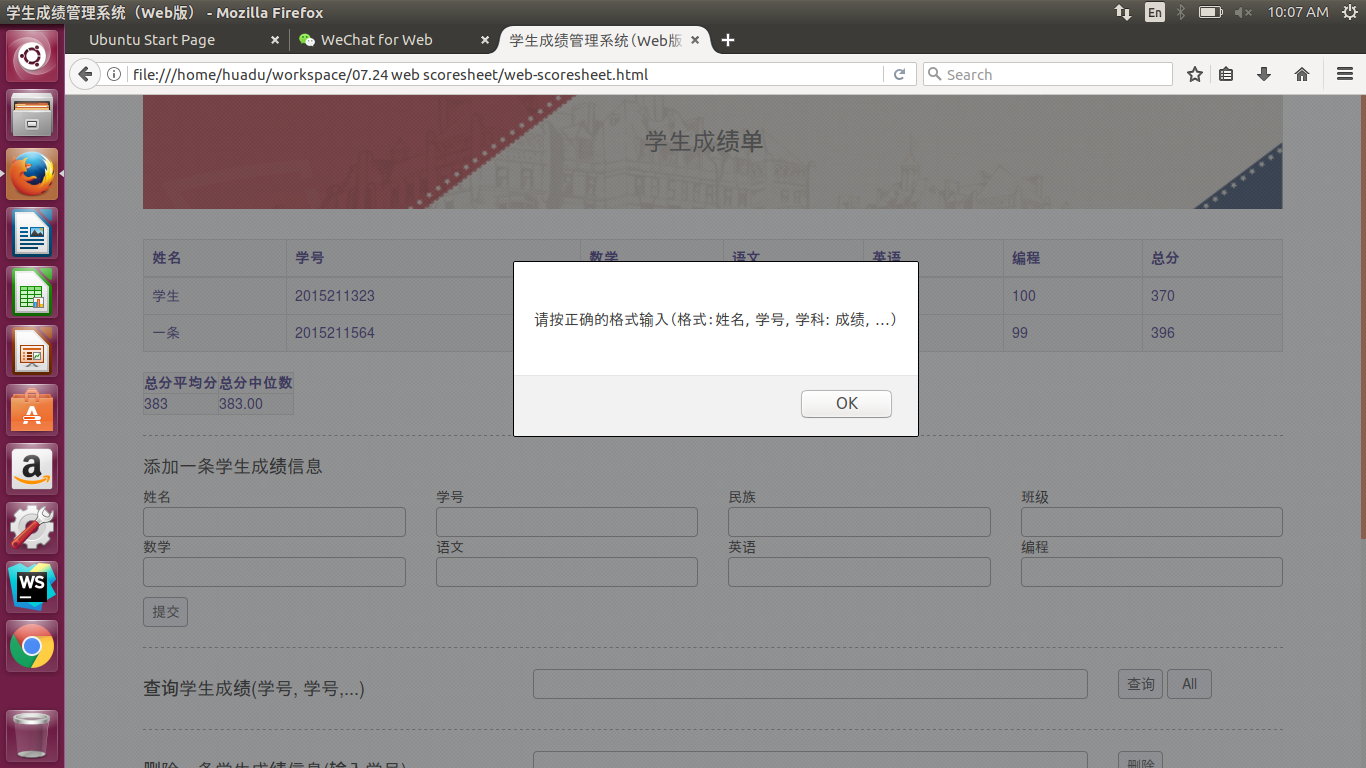 学生成绩管理系统（Web版） - Mozilla Firefox
En
10:07 AM
Ubuntu Start Page
WeChat for Web
学生成绩管理系统（Web版
file:///home/huadu/workspace/07.24 web scoresheet/web-scoresheet.html
Search
学生成绩单
姓名 学号 数学 语文 英语 编程 总分
学生 2015211323 100 370
一条 2015211564 99 396
请按正确的格式输入(格式:姓名, 学号, 学科: 成绩, ...)
OK
总分平均分 总分中位数
383 383.00
添加一条学生成绩信息
姓名 学号 民族 班级
数学 语文 英语 编程
提交
查询学生成绩(学号, 学号,...)
查询 All
删除一条学生成绩信息(输入学号)
删除
WS